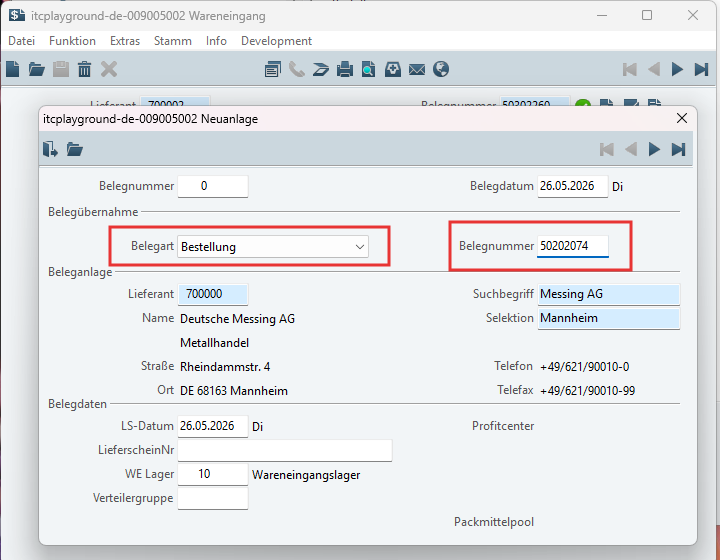 itcplayground-de-009005002 Wareneingang
Datei Funktion Extras Stamm Info Development
Lieferant 700002 Belegnummer 50202260
itcplayground-de-009005002 Neuanlage
Belegnummer 0 Belegdatum 26.05.2026 Di
Belegübernahme
Belegart Bestellung Belegnummer 50202074
Beleganlage
Lieferant 700000 Suchbegriff Messing AG
Name Deutsche Messing AG Selektion Mannheim
Metallhandel
Straße Rheindammstr. 4 Telefon +49/621/90010-0
Ort DE 68163 Mannheim Telefax +49/621/90010-99
Belegdaten
LS-Datum 26.05.2026 Di Profitcenter
LieferscheinNr
WE Lager 10 Wareneingangslager
Verteilergruppe
Packmittelpool